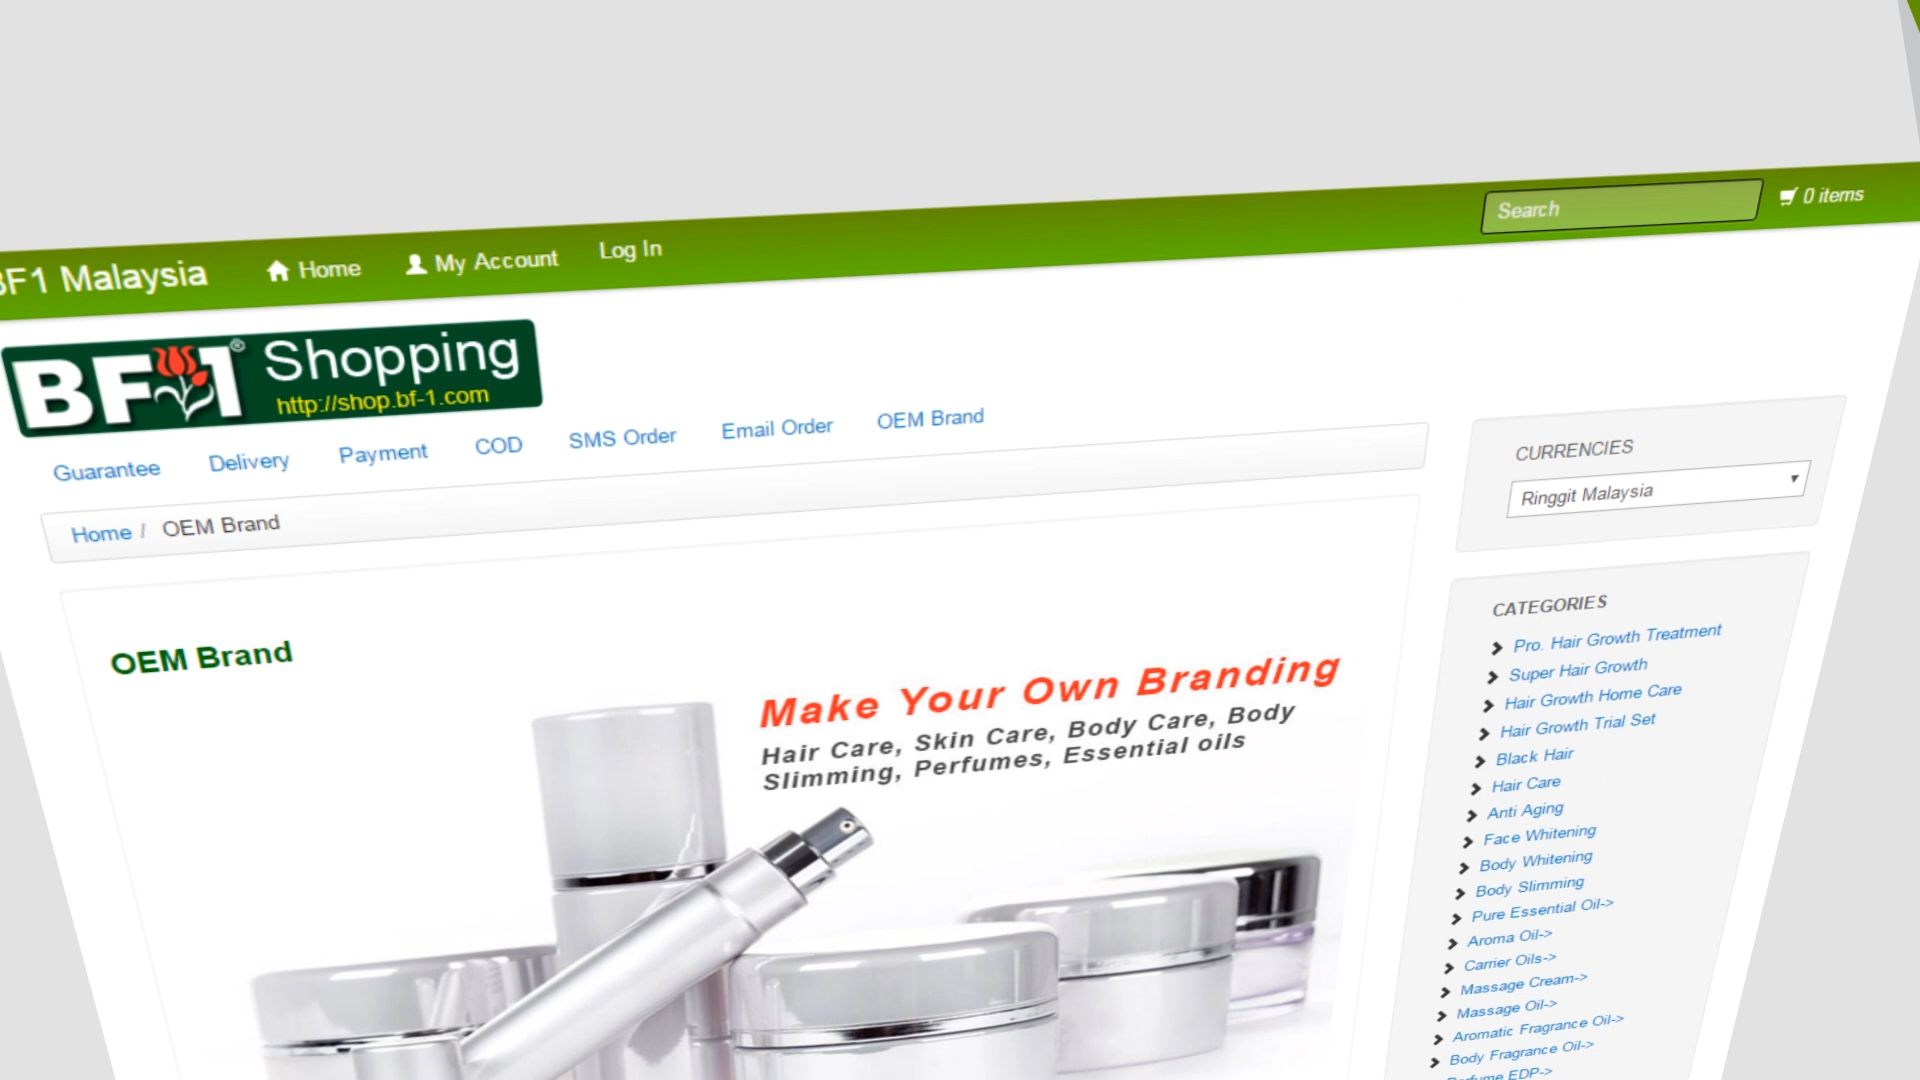 BF1 Malaysia
Home
My Account
Log In
Search
0 items
BF1® Shopping
http://shop.bf-1.com
Guarantee
Delivery
Payment
COD
SMS Order
Email Order
OEM Brand
Home / OEM Brand
OEM Brand
Make Your Own Branding
Hair Care, Skin Care, Body Care, Body
Slimming, Perfumes, Essential oils
CURRENCIES
Ringgit Malaysia
CATEGORIES
Pro. Hair Growth Treatment
Super Hair Growth
Hair Growth Home Care
Hair Growth Trial Set
Black Hair
Hair Care
Anti Aging
Face Whitening
Body Whitening
Body Slimming
Pure Essential Oil->
Aroma Oil->
Carrier Oils->
Massage Cream->
Massage Oil->
Aromatic Fragrance Oil->
Body Fragrance Oil->
Perfume EDP->